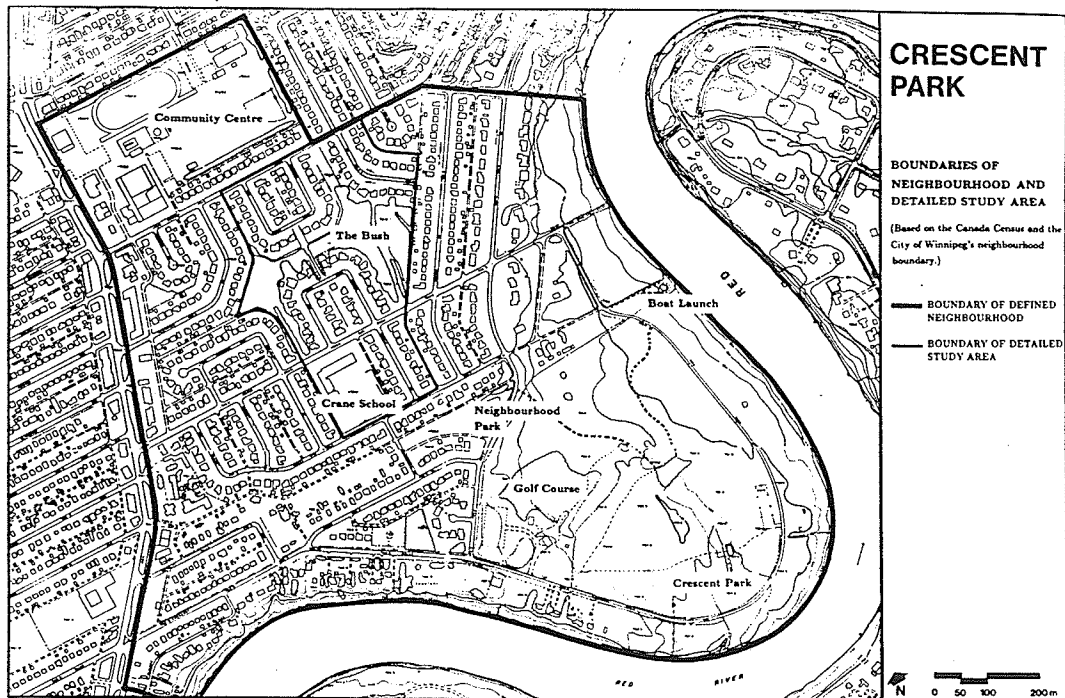 Community Centre
The Bush
Boat Launch
RED
Crane School
Neighbourhood
Park
Golf Course
Crescent Park
RED RIVER
CRESCENT
PARK
BOUNDARIES OF
NEIGHBOURHOOD AND
DETAILED STUDY AREA
(Based on the Canada Census and the
City of Winnipeg's neighbourhood
boundary.)
BOUNDARY OF DEFINED
NEIGHBOURHOOD
BOUNDARY OF DETAILED
STUDY AREA
N
0 50 100 200m